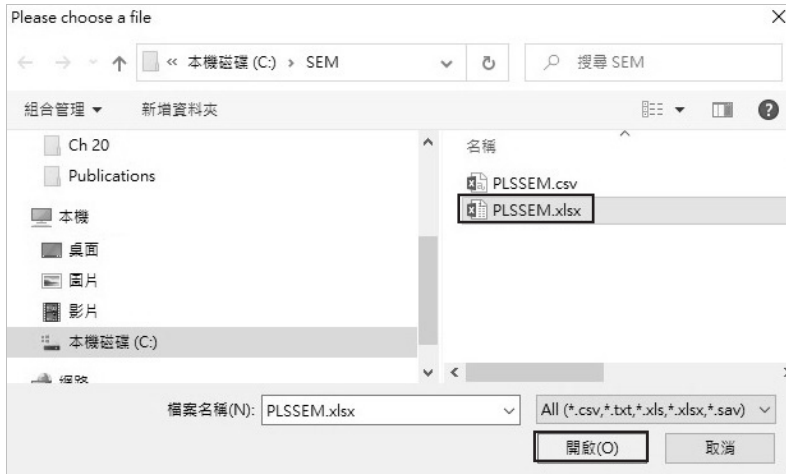 Please choose a file
« 本機磁碟 (C:) › SEM
搜尋 SEM
組合管理
新增資料夾
Ch 20
Publications
本機
桌面
圖片
影片
本機磁碟 (C:)
網路
名稱
PLSSEM.csv
PLSSEM.xlsx
檔案名稱(N): PLSSEM.xlsx
All (*.csv,*.txt,*.xls,*.xlsx,*.sav)
開啟(O)
取消